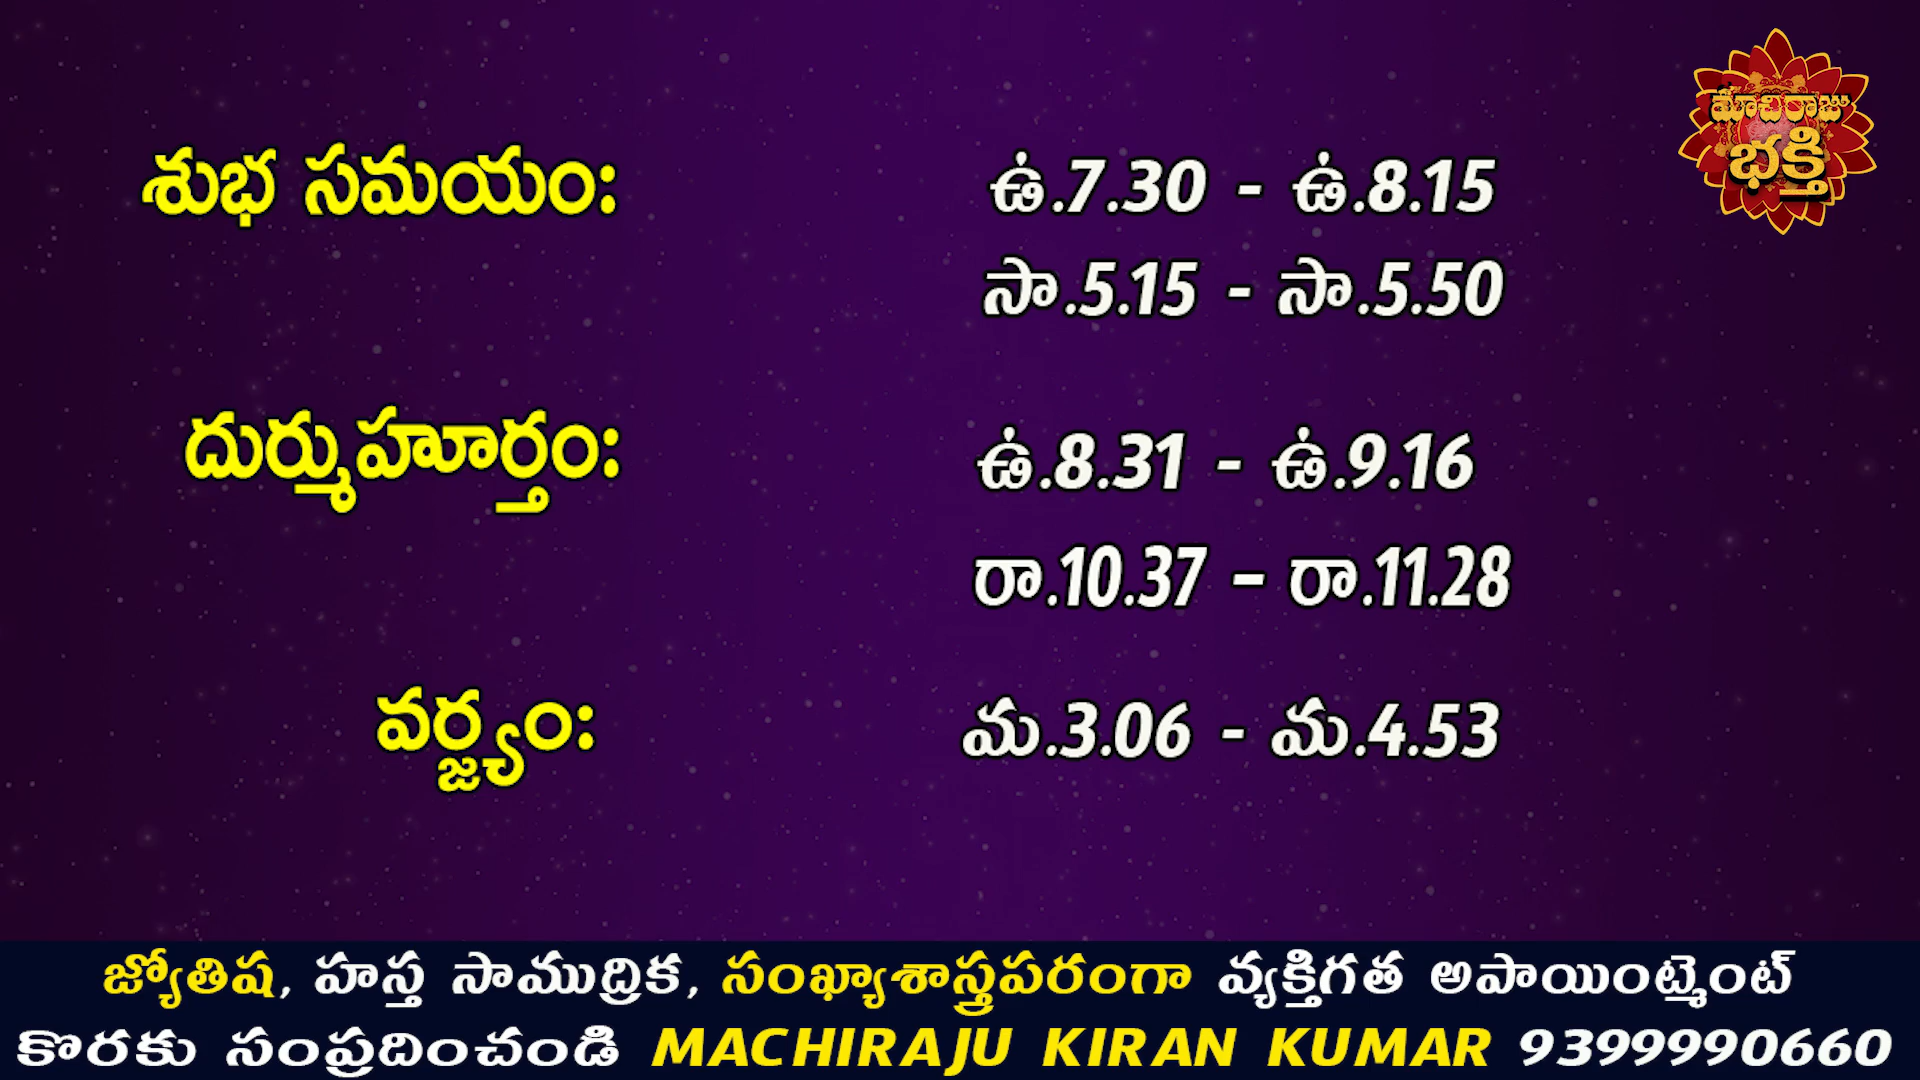 మాచిరాజు
భక్తి
శుభ సమయం: ఉ.7.30 - ఉ.8.15
సా.5.15 - సా.5.50
దుర్ముహూర్తం: ఉ.8.31 - ఉ.9.16
రా.10.37 - రా.11.28
వర్జ్యం: మ.3.06 - మ.4.53
జ్యోతిష, హస్త సాముద్రిక, సంఖ్యాశాస్త్రపరంగా వ్యక్తిగత అపాయింట్మెంట్
కొరకు సంప్రదించండి MACHIRAJU KIRAN KUMAR 9399990660